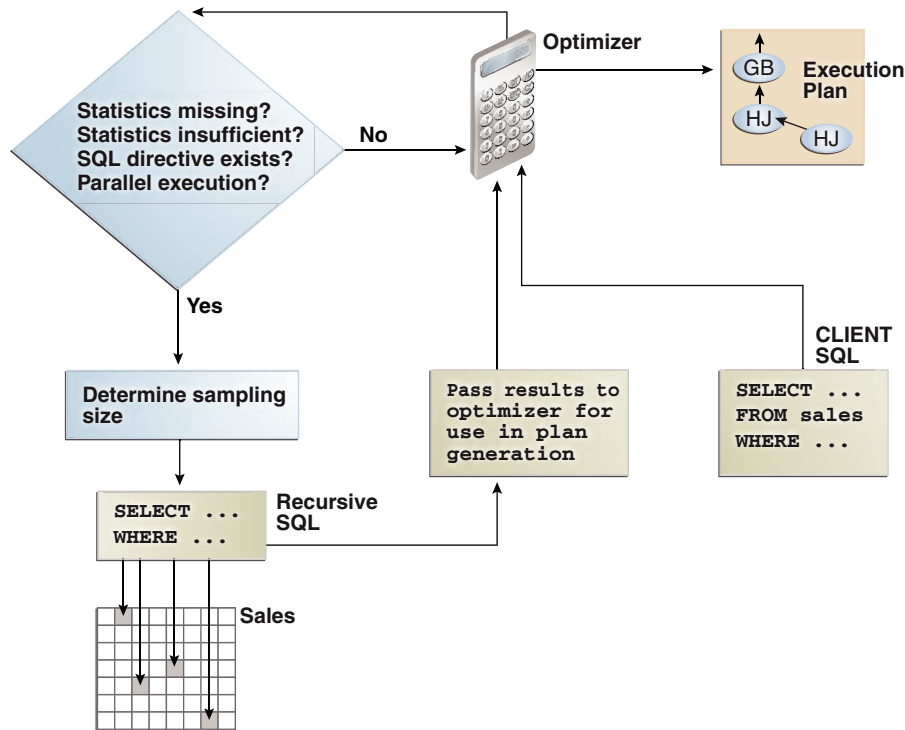 Optimizer
GB
Execution
Plan
HJ
HJ
Statistics missing?
Statistics insufficient?
SQL directive exists?
Parallel execution?
No
Yes
CLIENT
SQL
Determine sampling
size
Pass results to
optimizer for
use in plan
generation
SELECT ...
FROM sales
WHERE ...
Recursive
SQL
SELECT ...
WHERE ...
Sales